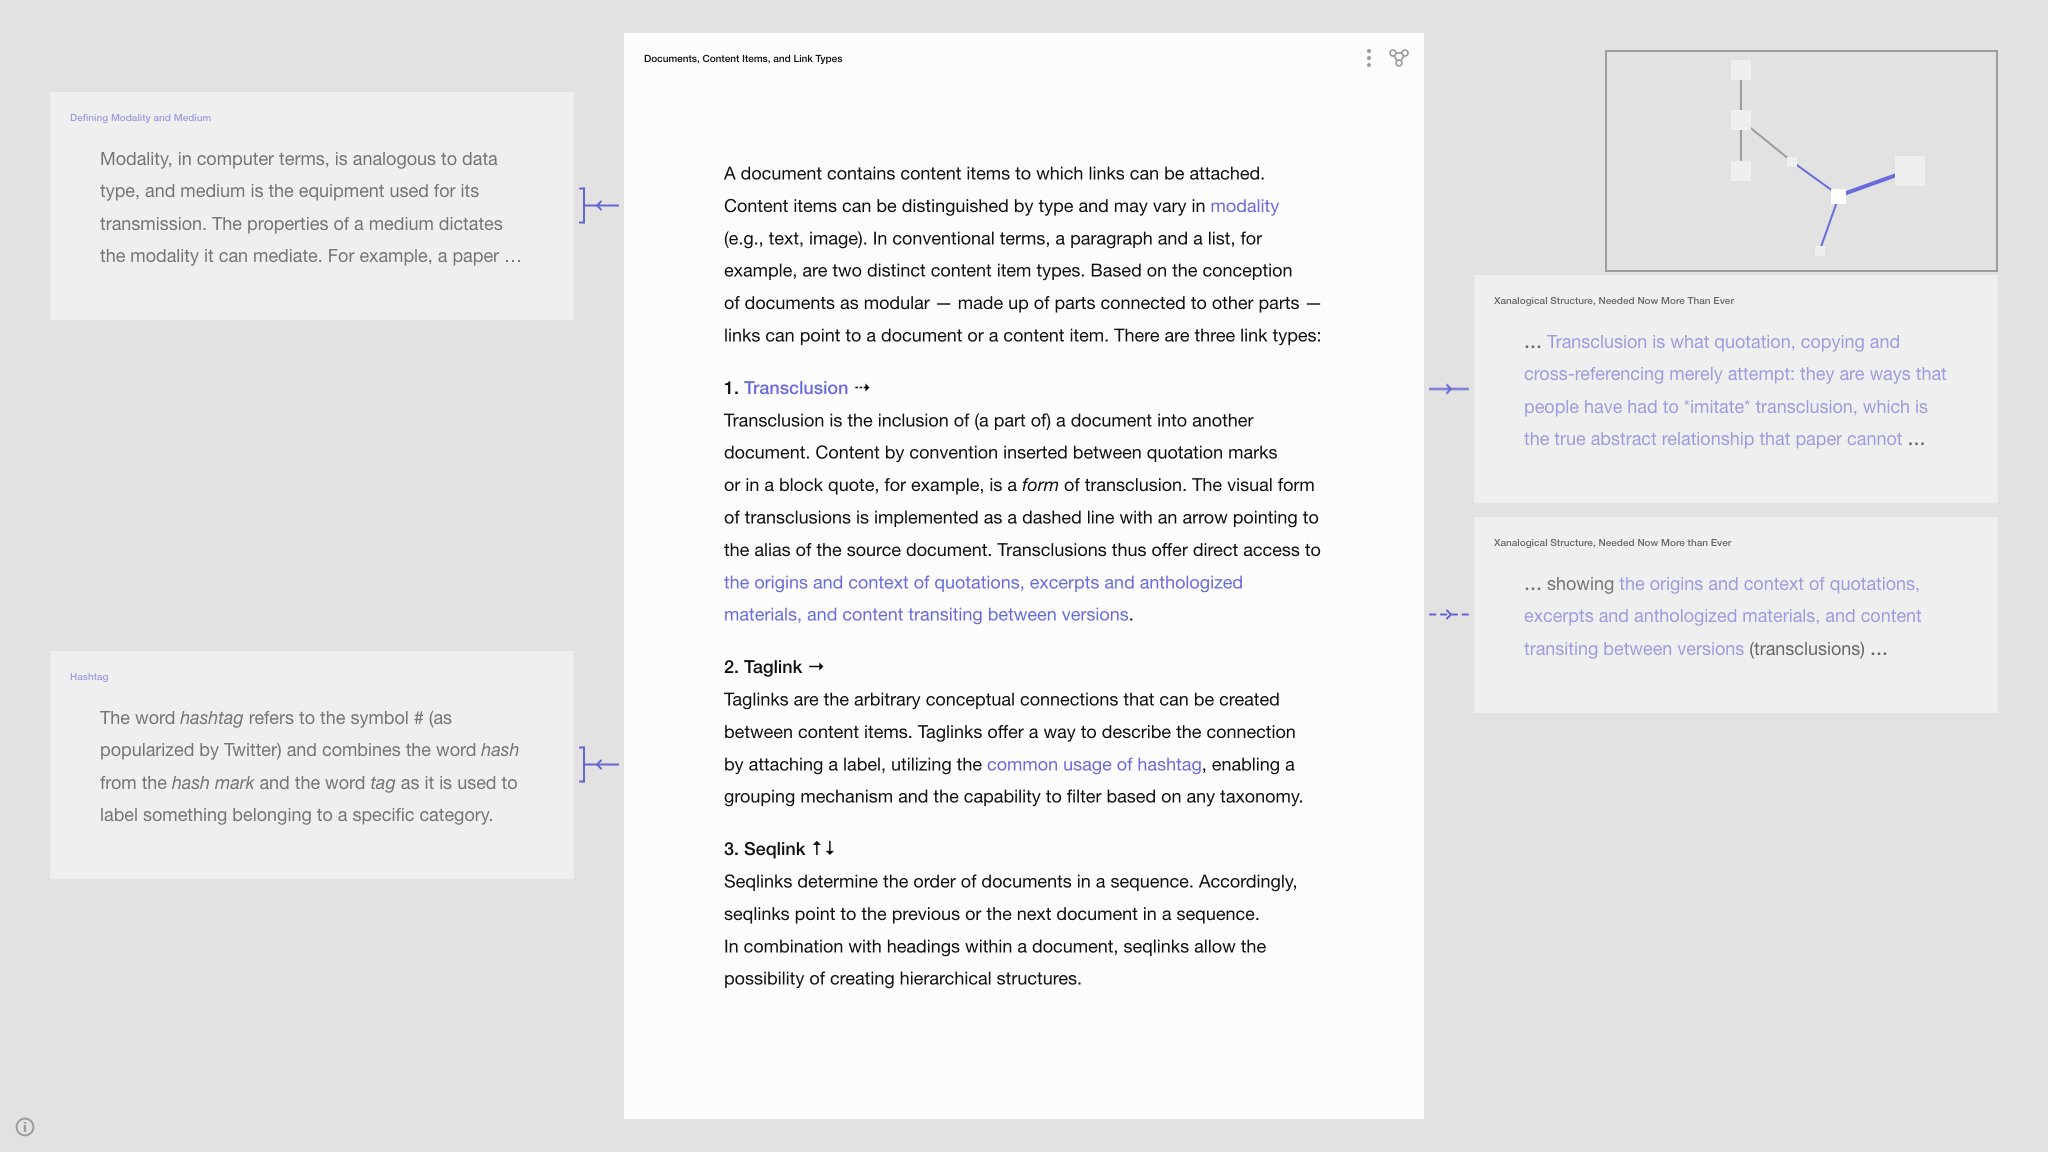 Documents, Content Items, and Link Types
Defining Modality and Medium
Modality, in computer terms, is analogous to data
type, and medium is the equipment used for its
transmission. The properties of a medium dictates
the modality it can mediate. For example, a paper …
Hashtag
The word hashtag refers to the symbol # (as
popularized by Twitter) and combines the word hash
from the hash mark and the word tag as it is used to
label something belonging to a specific category.
A document contains content items to which links can be attached.
Content items can be distinguished by type and may vary in modality
(e.g., text, image). In conventional terms, a paragraph and a list, for
example, are two distinct content item types. Based on the conception
of documents as modular — made up of parts connected to other parts —
links can point to a document or a content item. There are three link types:
1. Transclusion ⇢
Transclusion is the inclusion of (a part of) a document into another
document. Content by convention inserted between quotation marks
or in a block quote, for example, is a form of transclusion. The visual form
of transclusions is implemented as a dashed line with an arrow pointing to
the alias of the source document. Transclusions thus offer direct access to
the origins and context of quotations, excerpts and anthologized
materials, and content transiting between versions.
2. Taglink →
Taglinks are the arbitrary conceptual connections that can be created
between content items. Taglinks offer a way to describe the connection
by attaching a label, utilizing the common usage of hashtag, enabling a
grouping mechanism and the capability to filter based on any taxonomy.
3. Seqlink ↑↓
Seqlinks determine the order of documents in a sequence. Accordingly,
seqlinks point to the previous or the next document in a sequence.
In combination with headings within a document, seqlinks allow the
possibility of creating hierarchical structures.
Xanalogical Structure, Needed Now More Than Ever
… Transclusion is what quotation, copying and
cross-referencing merely attempt: they are ways that
people have had to *imitate* transclusion, which is
the true abstract relationship that paper cannot …
Xanalogical Structure, Needed Now More than Ever
… showing the origins and context of quotations,
excerpts and anthologized materials, and content
transiting between versions (transclusions) …